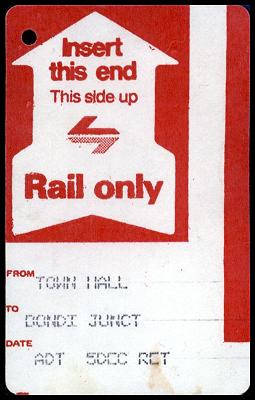 Insert
this end
This side up
Rail only
FROM
TOWN HALL
TO
BONDI JUNCT
DATE
ADT 5DEC RET